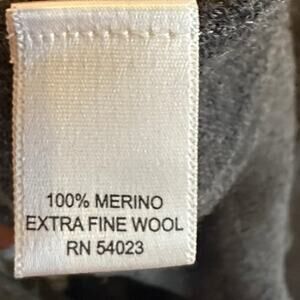 100% MERINO
EXTRA FINE WOOL
RN 54023